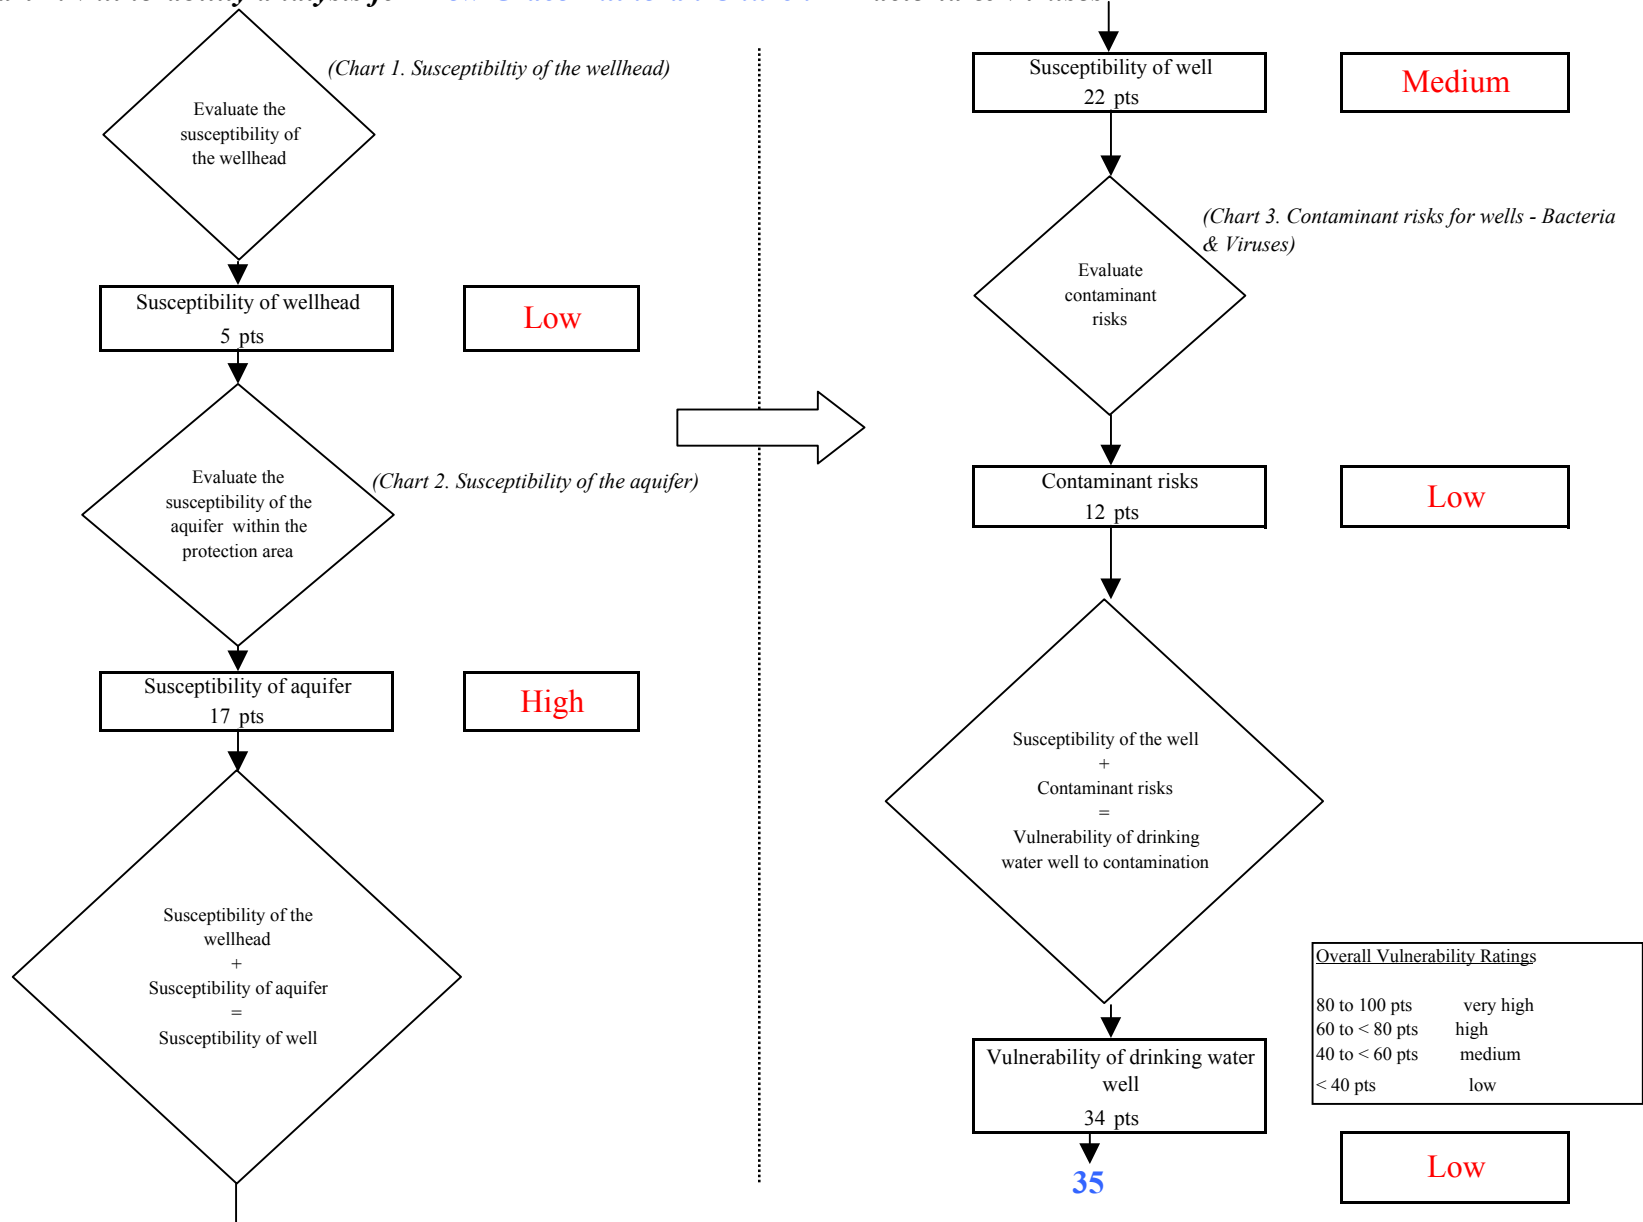 (Chart 1. Susceptibiltiy of the wellhead)
Evaluate the
susceptibility of
the wellhead
Susceptibility of wellhead
5 pts
Low
Evaluate the
susceptibility of the
aquifer within the
protection area
(Chart 2. Susceptibility of the aquifer)
Susceptibility of aquifer
17 pts
High
Susceptibility of the
wellhead
+
Susceptibility of aquifer
=
Susceptibility of well
Susceptibility of well
22 pts
Medium
(Chart 3. Contaminant risks for wells - Bacteria
& Viruses)
Evaluate
contaminant
risks
Contaminant risks
12 pts
Low
Susceptibility of the well
+
Contaminant risks
=
Vulnerability of drinking
water well to contamination
Overall Vulnerability Ratings
80 to 100 pts very high
60 to < 80 pts high
40 to < 60 pts medium
< 40 pts low
Vulnerability of drinking water
well
34 pts
35
Low